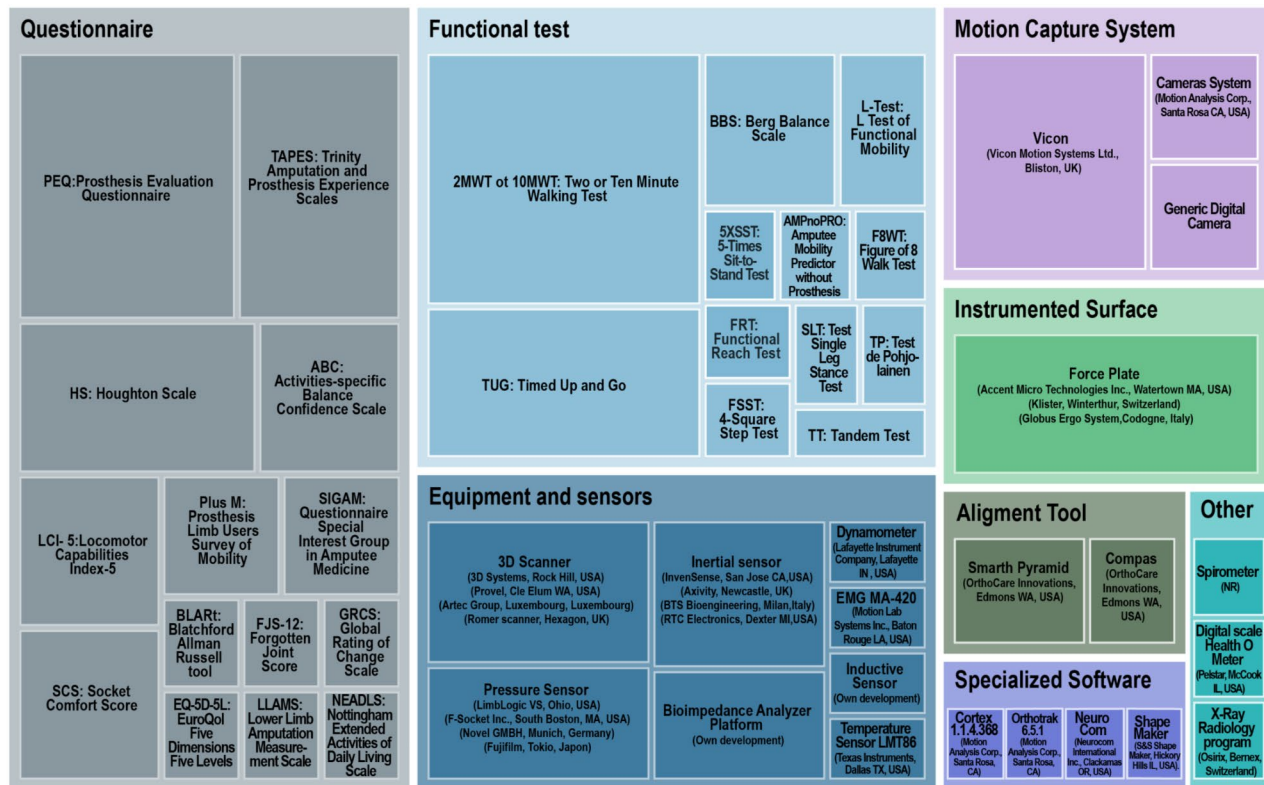 Questionnaire
PEQ:Prosthesis Evaluation
Questionnaire
TAPES: Trinity
Amputation and
Prosthesis Experience
Scales
HS: Houghton Scale
ABC:
Activities-specific
Balance
Confidence Scale
LCI- 5:Locomotor
Capabilities
Index-5
Plus M:
Prosthesis
Limb Users
Survey of
Mobility
SIGAM:
Questionnaire
Special
Interest Group
in Amputee
Medicine
SCS: Socket
Comfort Score
BLARt:
Blatchford
Allman
Russell tool
FJS-12:
Forgotten
Joint
Score
GRCS:
Global
Rating of
Change
Scale
EQ-5D-5L:
EuroQol
Five
Dimensions
Five Levels
LLAMS:
Lower Limb
Amputation
Measure-
ment Scale
NEADLS:
Nottingham
Extended
Activities of
Daily Living
Scale
Functional test
2MWT ot 10MWT: Two or Ten Minute
Walking Test
TUG: Timed Up and Go
BBS: Berg Balance
Scale
L-Test:
L Test of
Functional
Mobility
5XSST:
5-Times
Sit-to-
Stand Test
AMPnoPRO:
Amputee
Mobility
Predictor
without
Prosthesis
F8WT:
Figure of 8
Walk Test
FRT:
Functional
Reach Test
SLT: Test
Single
Leg
Stance
Test
TP: Test
de Pohjo-
lainen
FSST:
4-Square
Step Test
TT: Tandem Test
Equipment and sensors
3D Scanner
(3D Systems, Rock Hill, USA)
(Provel, Cle Elum WA, USA)
(Artec Group, Luxembourg, Luxembourg)
(Romer scanner, Hexagon, UK)
Inertial sensor
(InvenSense, San Jose CA,USA)
(Axivity, Newcastle, UK)
(BTS Bioengineering, Milan,Italy)
(RTC Electronics, Dexter MI,USA)
Pressure Sensor
(LimbLogic VS, Ohio, USA)
(F-Socket Inc., South Boston, MA, USA)
(Novel GMBH, Munich, Germany)
(Fujifilm, Tokio, Japon)
Bioimpedance Analyzer
Platform
(Own development)
Dynamometer
(Lafayette Instrument
Company, Lafayette
IN , USA)
EMG MA-420
(Motion Lab
Systems Inc., Baton
Rouge LA, USA)
Inductive
Sensor
(Own development)
Temperature
Sensor LMT86
(Texas Instruments,
Dallas TX, USA)
Motion Capture System
Vicon
(Vicon Motion Systems Ltd.,
Bliston, UK)
Cameras System
(Motion Analysis Corp.,
Santa Rosa CA, USA)
Generic Digital
Camera
Instrumented Surface
Force Plate
(Accent Micro Technologies Inc., Watertown MA, USA)
(Klister, Winterthur, Switzerland)
(Globus Ergo System,Codogne, Italy)
Aligment Tool
Smarth Pyramid
(OrthoCare Innovations,
Edmons WA, USA)
Compas
(OrthoCare
Innovations,
Edmons WA,
USA)
Specialized Software
Cortex
1.1.4.368
(Motion
Analysis Corp.,
Santa Rosa,
CA)
Orthotrak
6.5.1
(Motion
Analysis Corp.,
Santa Rosa,
CA)
Neuro
Com
(Neurocom
International
Inc., Clackamas
OR, USA)
Shape
Maker
(S&S Shape
Maker, Hickory
Hills IL, USA).
Other
Spirometer
(NR)
Digital scale
Health O
Meter
(Pelstar, McCook
IL, USA)
X-Ray
Radiology
program
(Osirix, Bernex,
Switzerland)